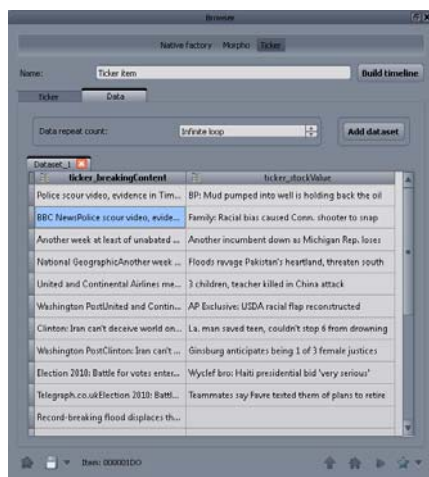 Browser
Native factory Morpho Ticker
Name: Ticker item Build timeline
Ticker Data
Data repeat count: Infinite loop Add dataset
Dataset_1
ticker_breakingContent ticker_stockValue
Police scour video, evidence in Tim... BP: Mud pumped into well is holding back the oil
BBC NewsPolice scour video, evide... Family: Racial bias caused Conn. shooter to snap
Another week at least of unabated ... Another incumbent down as Michigan Rep. loses
National GeographicAnother week ... Floods ravage Pakistan's heartland, threaten south
United and Continental Airlines me... 3 children, teacher killed in China attack
Washington PostUnited and Contin... AP Exclusive: USDA racial flap reconstructed
Clinton: Iran can't deceive world on... La. man saved teen, couldn't stop 6 from drowning
Washington PostClinton: Iran can't ... Ginsburg anticipates being 1 of 3 female justices
Election 2010: Battle for votes enter... Wyclef bro: Haiti presidential bid 'very serious'
Telegraph.co.ukElection 2010: Battl... Teammates say Favre texted them of plans to retire
Record-breaking flood displaces th...
Item: 000001DO